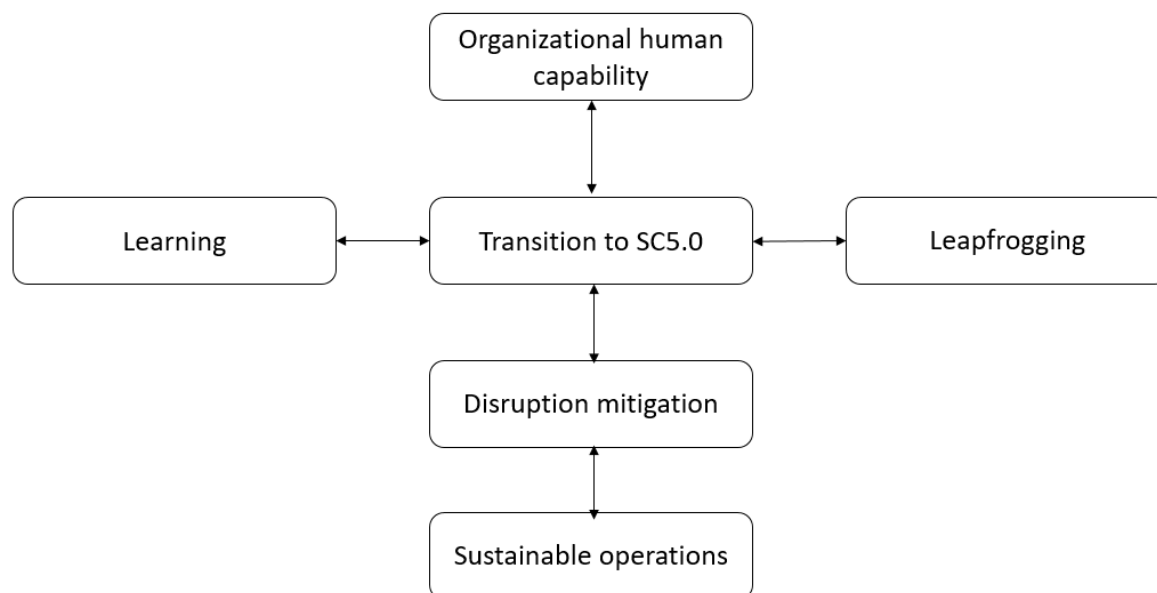 Organizational human
capability
Learning
Transition to SC5.0
Leapfrogging
Disruption mitigation
Sustainable operations